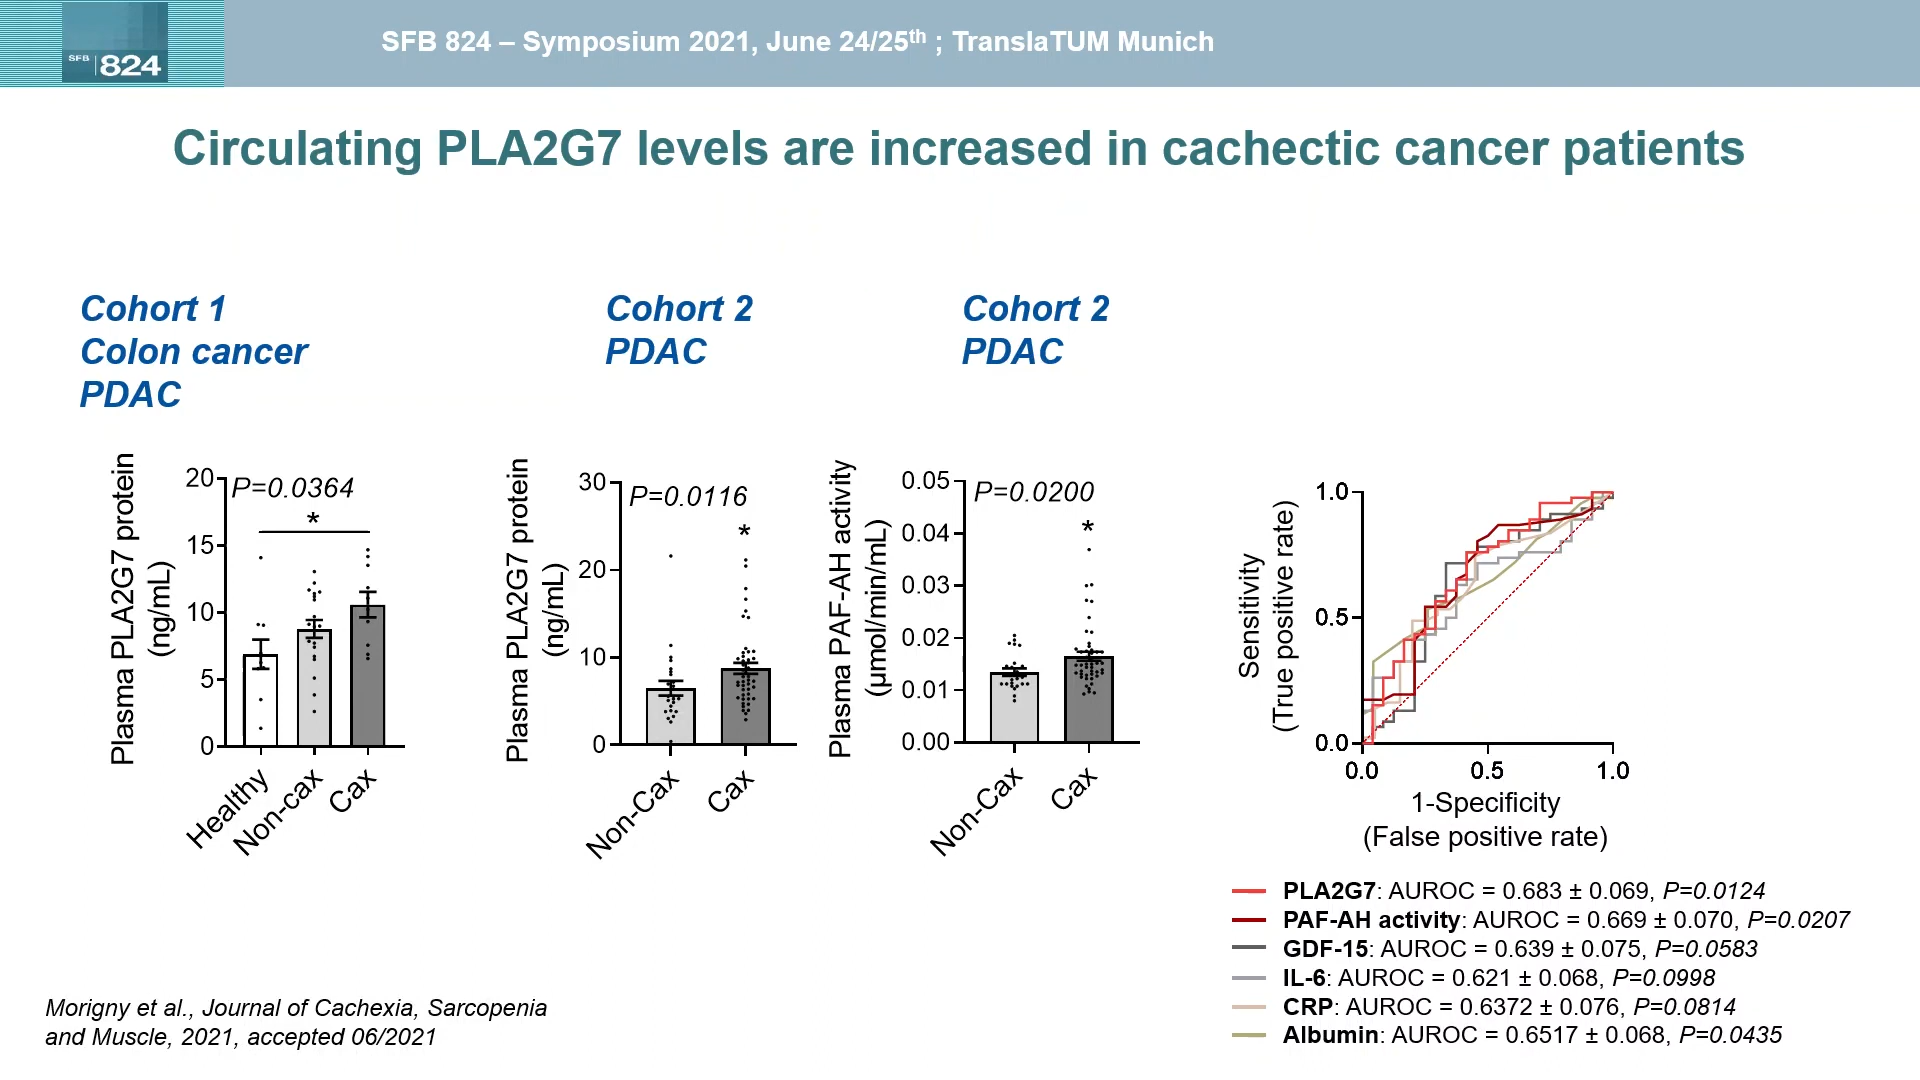 SFB 824
SFB 824 – Symposium 2021, June 24/25th ; TranslaTUM Munich
Circulating PLA2G7 levels are increased in cachectic cancer patients
Cohort 1
Colon cancer
PDAC
Cohort 2
PDAC
Cohort 2
PDAC
Plasma PLA2G7 protein
(ng/mL)
20
15
10
5
0
P=0.0364
*
Healthy
Non-cax
Cax
Plasma PLA2G7 protein
(ng/mL)
30
20
10
0
P=0.0116
*
Non-Cax
Cax
Plasma PAF-AH activity
(µmol/min/mL)
0.05
0.04
0.03
0.02
0.01
0.00
P=0.0200
*
Non-Cax
Cax
Sensitivity
(True positive rate)
1.0
0.5
0.0
0.0 0.5 1.0
1-Specificity
(False positive rate)
PLA2G7: AUROC = 0.683 ± 0.069, P=0.0124
PAF-AH activity: AUROC = 0.669 ± 0.070, P=0.0207
GDF-15: AUROC = 0.639 ± 0.075, P=0.0583
IL-6: AUROC = 0.621 ± 0.068, P=0.0998
CRP: AUROC = 0.6372 ± 0.076, P=0.0814
Albumin: AUROC = 0.6517 ± 0.068, P=0.0435
Morigny et al., Journal of Cachexia, Sarcopenia
and Muscle, 2021, accepted 06/2021